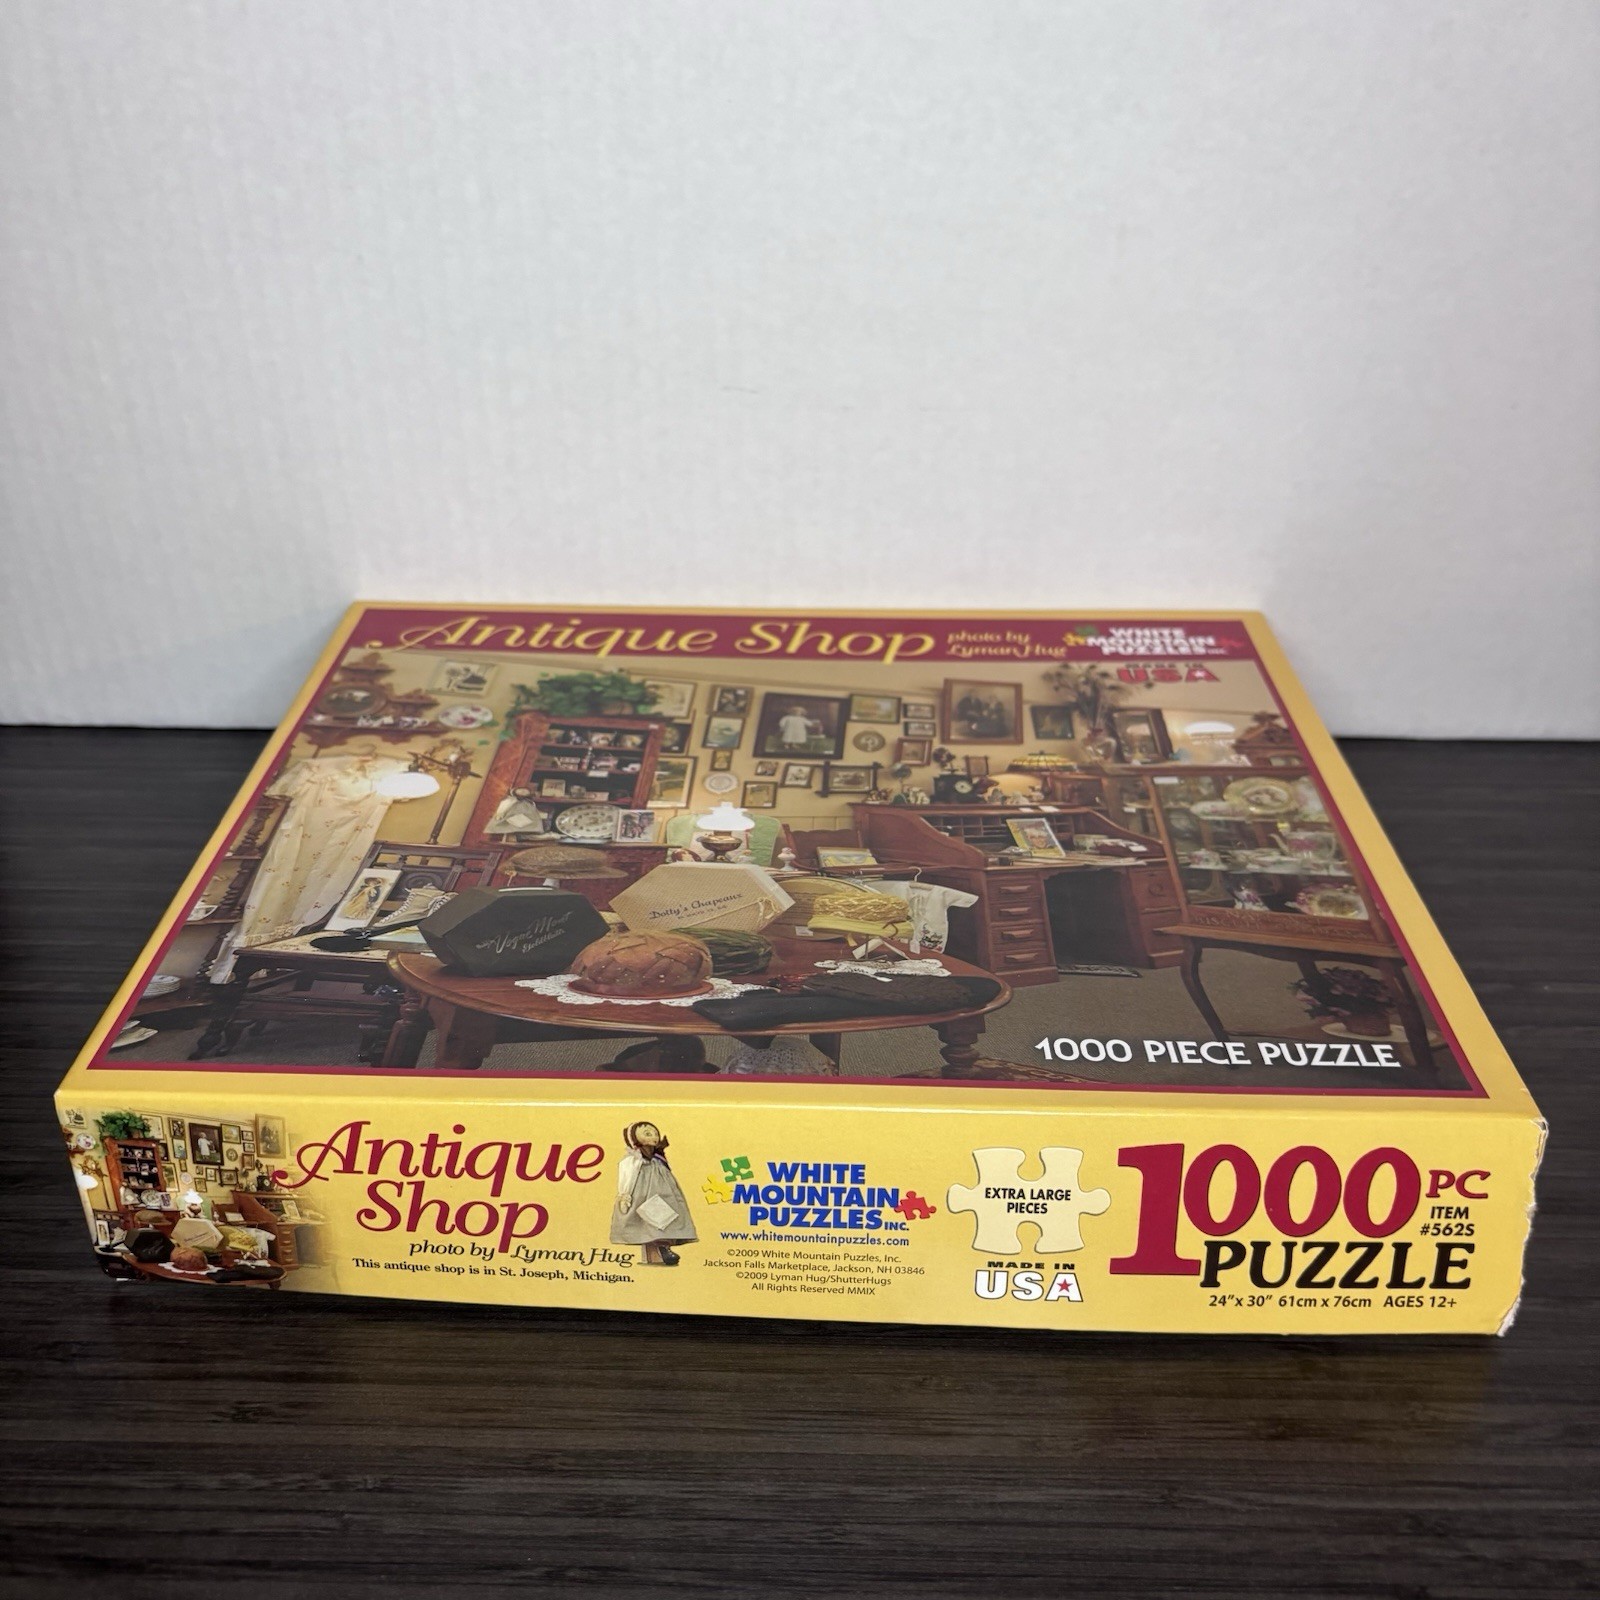 Antique Shop
photo by
Lyman Hug
WHITE
MOUNTAIN
PUZZLES INC.
MADE IN
USA
Dotty's Chapeaux
1000 PIECE PUZZLE
Antique
Shop
photo by Lyman Hug
This antique shop is in St. Joseph, Michigan.
WHITE
MOUNTAIN
PUZZLES INC.
www.whitemountainpuzzles.com
©2009 White Mountain Puzzles, Inc.
Jackson Falls Marketplace, Jackson, NH 03846
©2009 Lyman Hug/ShutterHugs
All Rights Reserved MMIX
EXTRA LARGE
PIECES
MADE IN
USA
1000 PC
ITEM
#562S
PUZZLE
24" x 30" 61cm x 76cm AGES 12+